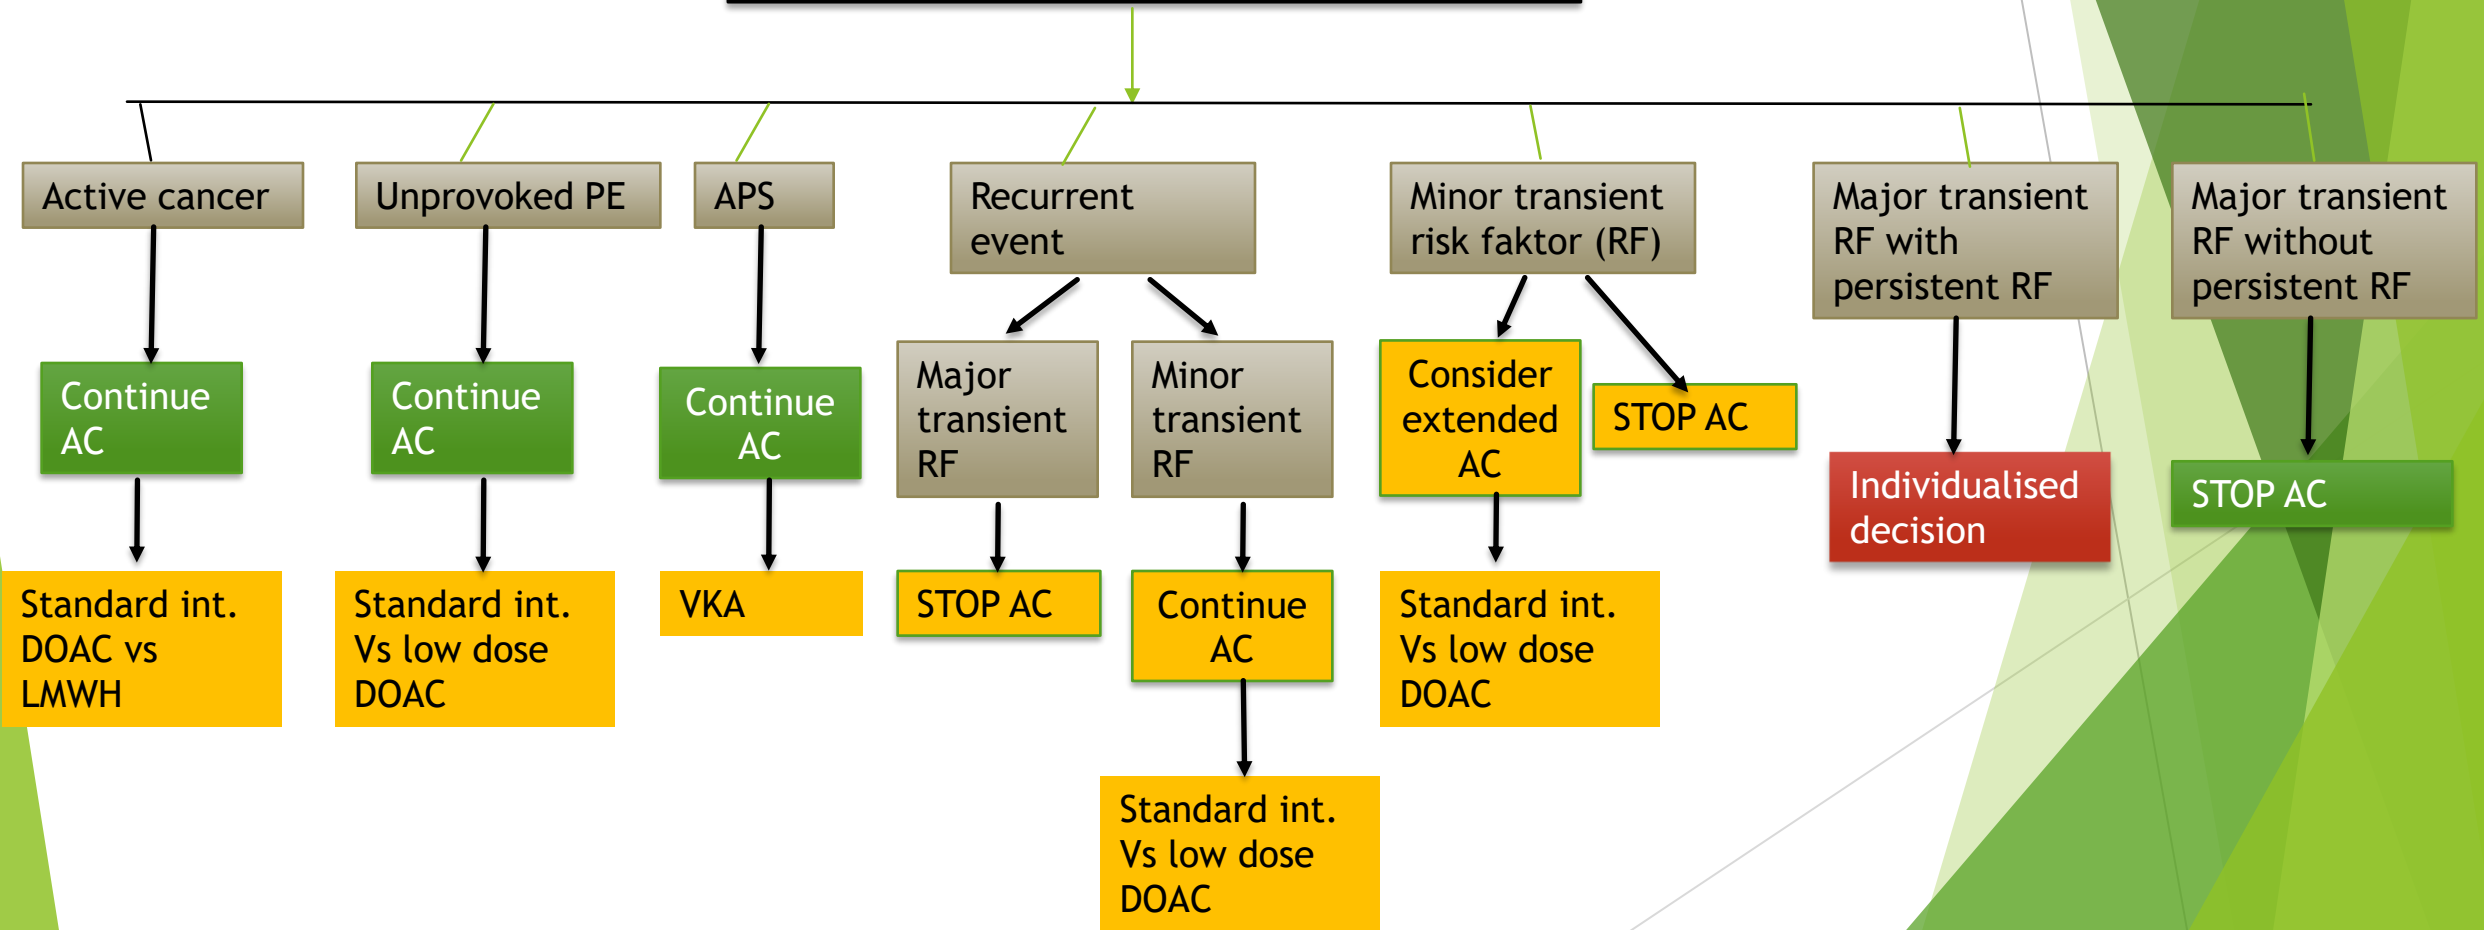 Active cancer
Unprovoked PE
APS
Recurrent
event
Minor transient
risk faktor (RF)
Major transient
RF with
persistent RF
Major transient
RF without
persistent RF
Continue
AC
Continue
AC
Continue
AC
Major
transient
RF
Minor
transient
RF
Consider
extended
AC
STOP AC
Individualised
decision
STOP AC
Standard int.
DOAC vs
LMWH
Standard int.
Vs low dose
DOAC
VKA
STOP AC
Continue
AC
Standard int.
Vs low dose
DOAC
Standard int.
Vs low dose
DOAC